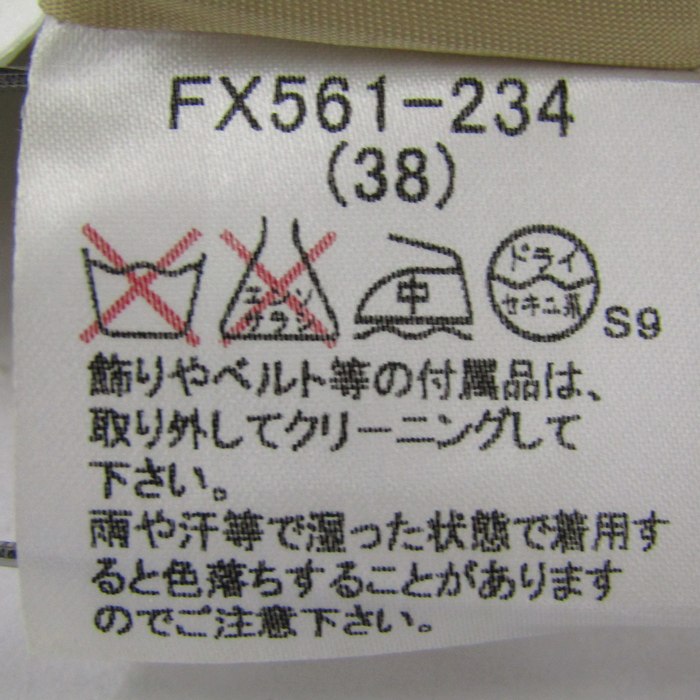 FX561-234
(38)
エンソ
サラシ
中
ドライ
セキユ系
S9
飾りやベルト等の付属品は、
取り外してクリーニングして
下さい。
雨や汗等で湿った状態で着用す
ると色落ちすることがあります
のでご注意下さい。